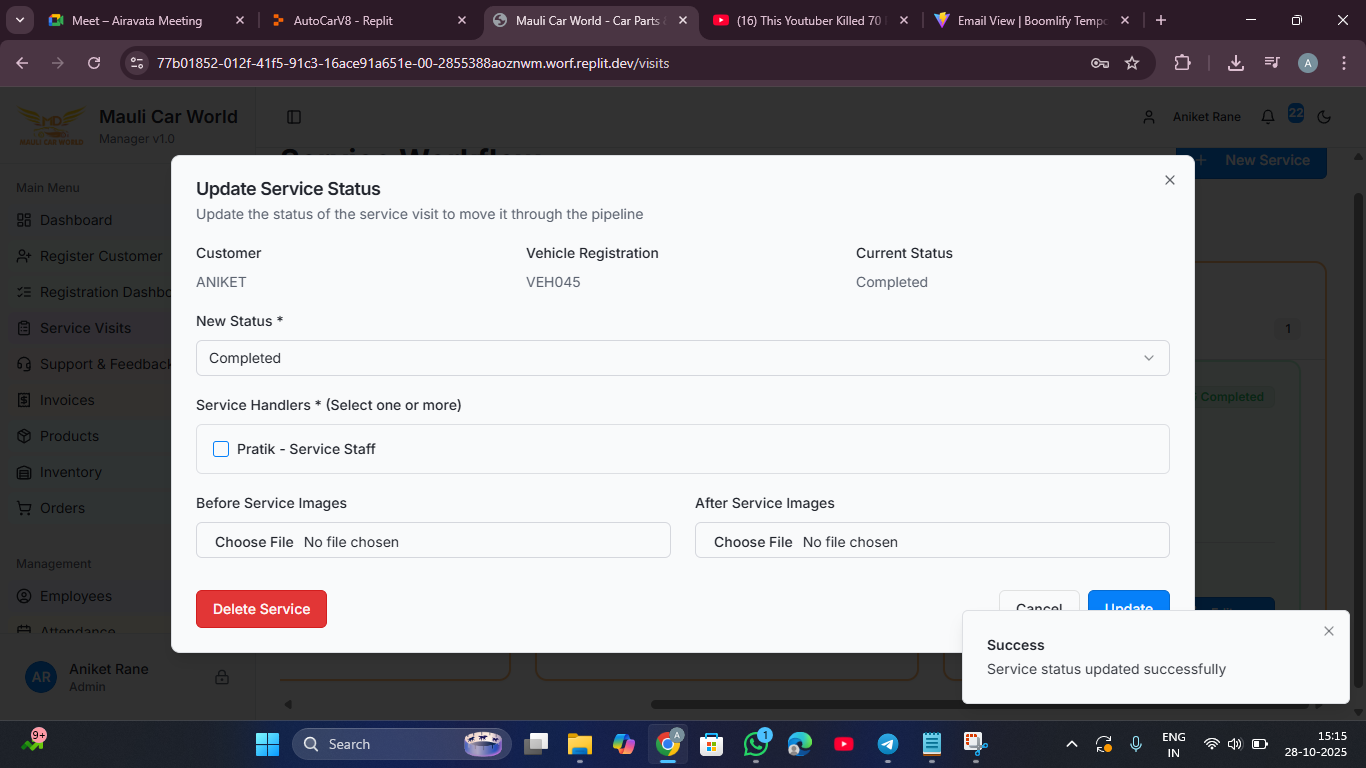 Meet – Airavata Meeting
AutoCarV8 - Replit
Mauli Car World - Car Parts &
(16) This Youtuber Killed 70
Email View | Boomlify Tempo
77b01852-012f-41f5-91c3-16ace91a651e-00-2855388aoznwm.worf.replit.dev/visits
A
MD
MAULI CAR WORLD
Mauli Car World
Manager v1.0
Aniket Rane
22
Service Workflow
+ New Service
Main Menu
Dashboard
Register Customer
Registration Dashbo
Service Visits
Support & Feedback
Invoices
Products
Inventory
Orders
Management
Employees
Attendance
AR
Aniket Rane
Admin
Update Service Status
Update the status of the service visit to move it through the pipeline
Customer
Vehicle Registration
Current Status
ANIKET
VEH045
Completed
New Status *
Completed
Service Handlers * (Select one or more)
Pratik - Service Staff
Before Service Images
After Service Images
Choose File No file chosen
Choose File No file chosen
Delete Service
Cancel
Update
1
Completed
Success
Service status updated successfully
9+
Search
A
1
ENG
IN
15:15
28-10-2025